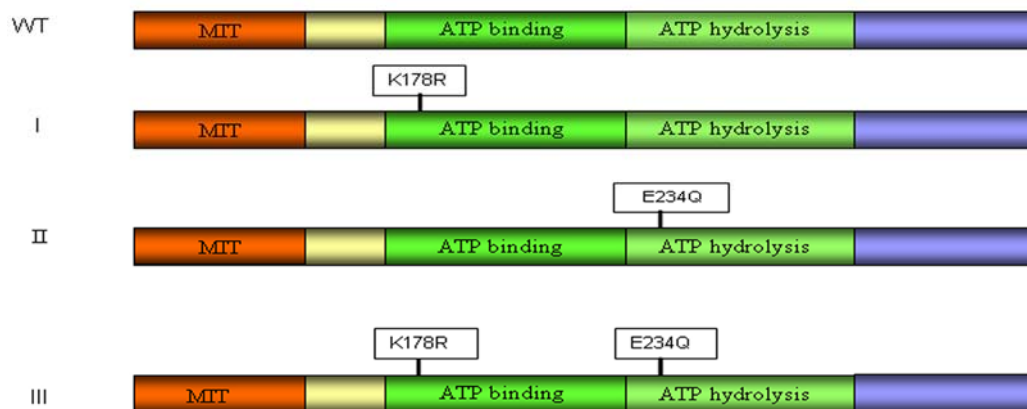 WT MIT ATP binding ATP hydrolysis
K178R
I MIT ATP binding ATP hydrolysis
E234Q
II MIT ATP binding ATP hydrolysis
K178R E234Q
III MIT ATP binding ATP hydrolysis